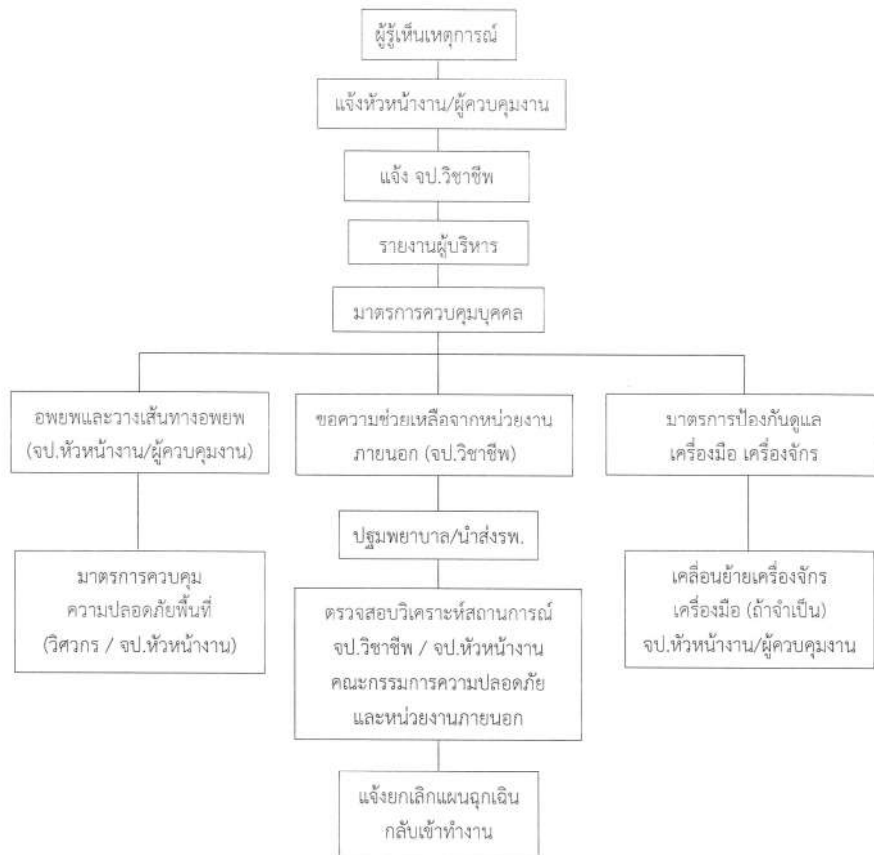 ผู้รู้เห็นเหตุการณ์
แจ้งหัวหน้างาน/ผู้ควบคุมงาน
แจ้ง จป.วิชาชีพ
รายงานผู้บริหาร
มาตรการควบคุมบุคคล
อพยพและวางเส้นทางอพยพ
(จป.หัวหน้างาน/ผู้ควบคุมงาน)
มาตรการควบคุม
ความปลอดภัยพื้นที่
(วิศวกร / จป.หัวหน้างาน)
ขอความช่วยเหลือจากหน่วยงาน
ภายนอก (จป.วิชาชีพ)
ปฐมพยาบาล/นำส่งรพ.
ตรวจสอบวิเคราะห์สถานการณ์
จป.วิชาชีพ / จป.หัวหน้างาน
คณะกรรมการความปลอดภัย
และหน่วยงานภายนอก
แจ้งยกเลิกแผนฉุกเฉิน
กลับเข้าทำงาน
มาตรการป้องกันดูแล
เครื่องมือ เครื่องจักร
เคลื่อนย้ายเครื่องจักร
เครื่องมือ (ถ้าจำเป็น)
จป.หัวหน้างาน/ผู้ควบคุมงาน